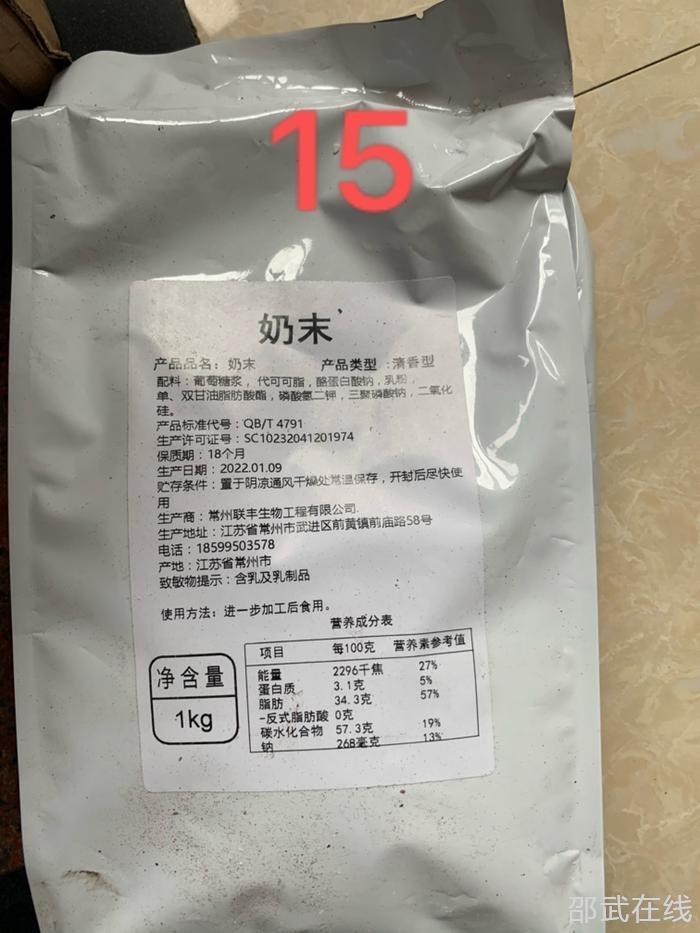 15
奶末
产品品名：奶末 产品类型：清香型
配料：葡萄糖浆，代可可脂，酪蛋白酸钠，乳粉，
单、双甘油脂肪酸酯，磷酸氢二钾，三聚磷酸钠，二氧化
硅。
产品标准代号：QB/T 4791
生产许可证号：SC10232041201974
保质期：18个月
生产日期：2022.01.09
贮存条件：置于阴凉通风干燥处常温保存，开封后尽快使
用
生产商：常州联丰生物工程有限公司.
生产地址：江苏省常州市武进区前黄镇前庙路58号
电话：18599503578
产地：江苏省常州市
致敏物提示：含乳及乳制品
使用方法：进一步加工后食用。
营养成分表
项目 每100克 营养素参考值
能量 2296千焦 27%
蛋白质 3.1克 5%
脂肪 34.3克 57%
-反式脂肪酸 0克
碳水化合物 57.3克 19%
钠 268毫克 13%
净含量
1kg
邵武在线